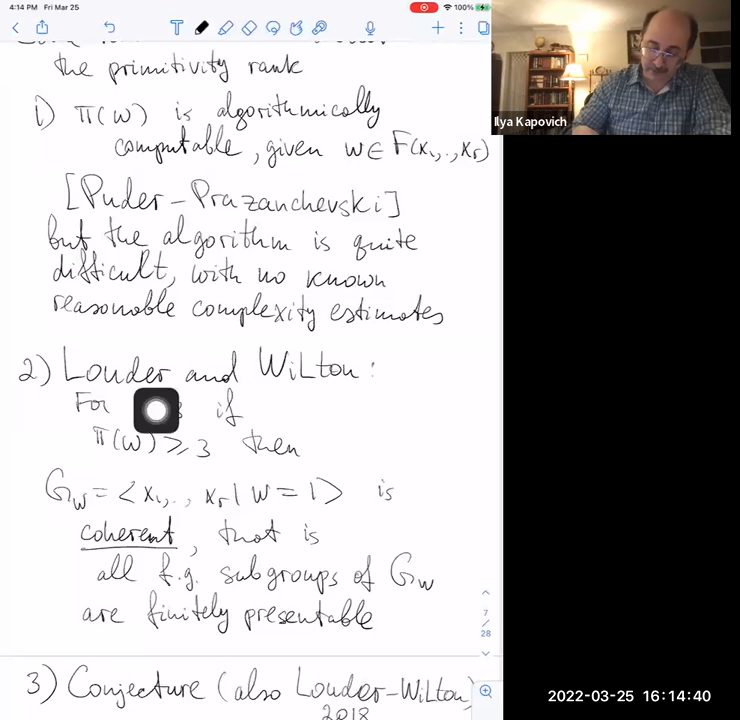 4:14 PM Fri Mar 25
100%
the primitivity rank
i) π(w) is algorithmically
computable, given w ∈ F(x₁,.., xᵣ)
[Puder – Prazanchevski]
but the algorithm is quite
difficult, with no known
reasonable complexity estimates
2) Louder and Wilton:
For if
π(w) ≥ 3 then
G_w = <x₁,.., xᵣ | w = 1> is
coherent, that is
all f.g. subgroups of G_w
are finitely presentable
7
/
28
3) Conjecture (also Louder-Wilton,
2018
Ilya Kapovich
2022-03-25 16:14:40